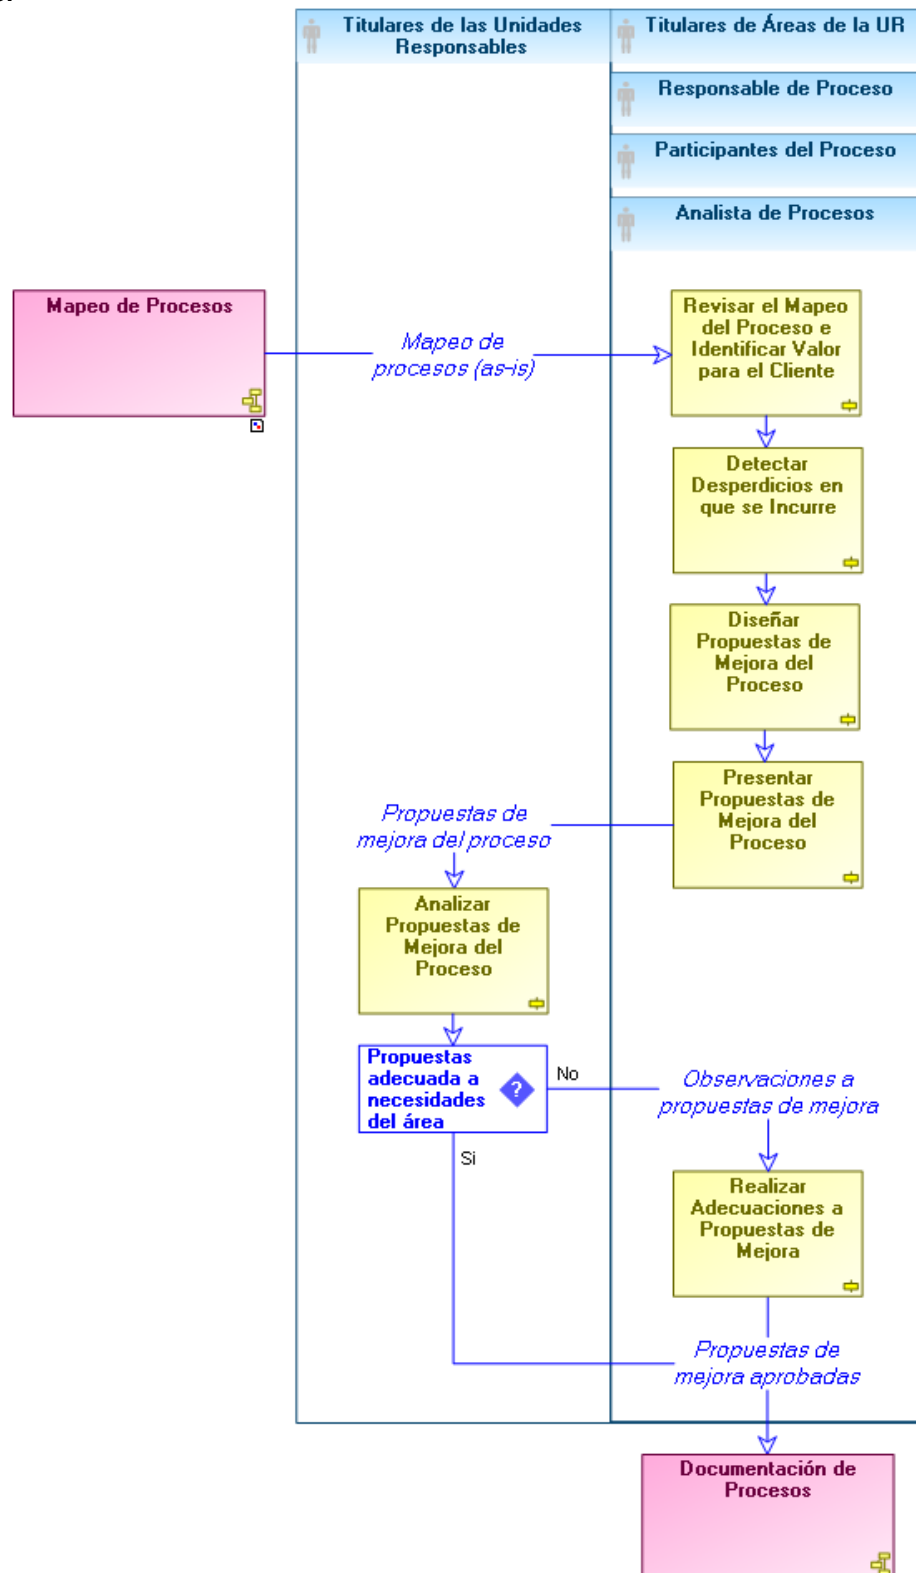 Titulares de las Unidades
Responsables
Titulares de Áreas de la UR
Responsable de Proceso
Participantes del Proceso
Analista de Procesos
Mapeo de Procesos
Mapeo de
procesos (as-is)
Revisar el Mapeo
del Proceso e
Identificar Valor
para el Cliente
Detectar
Desperdicios en
que se Incurre
Diseñar
Propuestas de
Mejora del
Proceso
Presentar
Propuestas de
Mejora del
Proceso
Propuestas de
mejora del proceso
Analizar
Propuestas de
Mejora del
Proceso
Propuestas
adecuada a
necesidades
del área
?
No
Observaciones a
propuestas de mejora
Si
Realizar
Adecuaciones a
Propuestas de
Mejora
Propuestas de
mejora aprobadas
Documentación de
Procesos